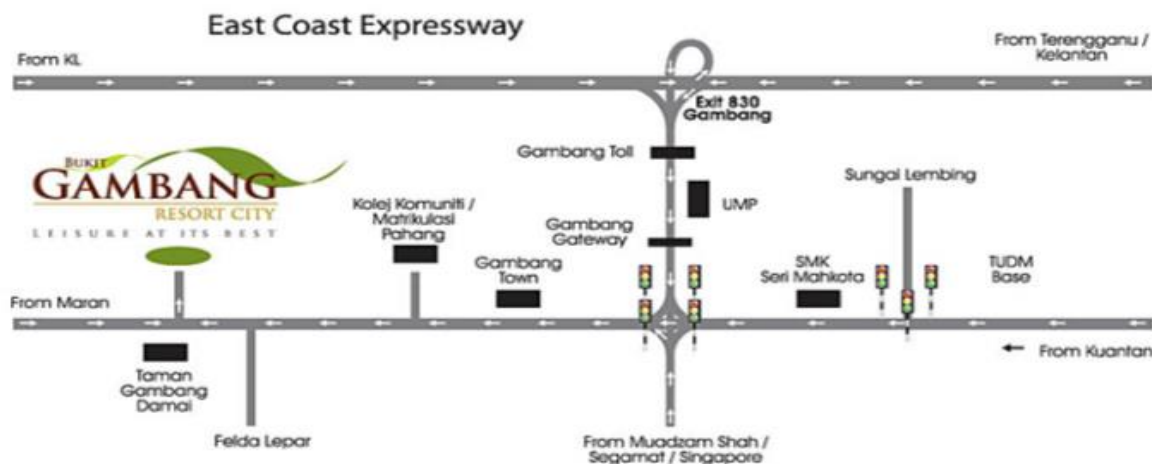 East Coast Expressway
From KL
From Terengganu /
Kelantan
Exit 830
Gambang
BUKIT
GAMBANG
RESORT CITY
LEISURE AT ITS BEST
Gambang Toll
UMP
Sungai Lembing
Kolej Komuniti /
Matrikulasi
Pahang
Gambang
Gateway
Gambang
Town
SMK
Seri Mahkota
TUDM
Base
From Maran
From Kuantan
Taman
Gambang
Damai
Felda Lepar
From Muadzam Shah /
Segamat / Singapore